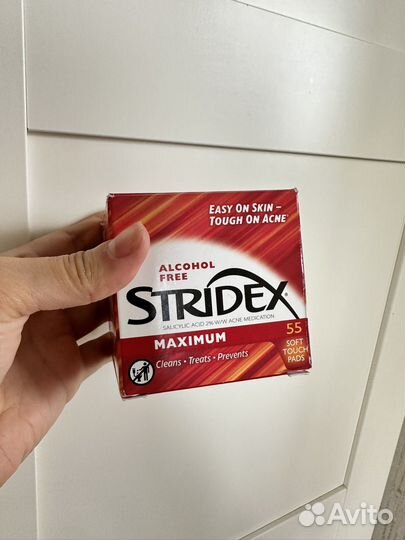 EASY ON SKIN –
TOUGH ON ACNE
ALCOHOL
FREE
STRIDEX®
SALICYLIC ACID 2% W/W ACNE MEDICATION
MAXIMUM
Cleans • Treats • Prevents
55
SOFT
TOUCH
PADS
Avito